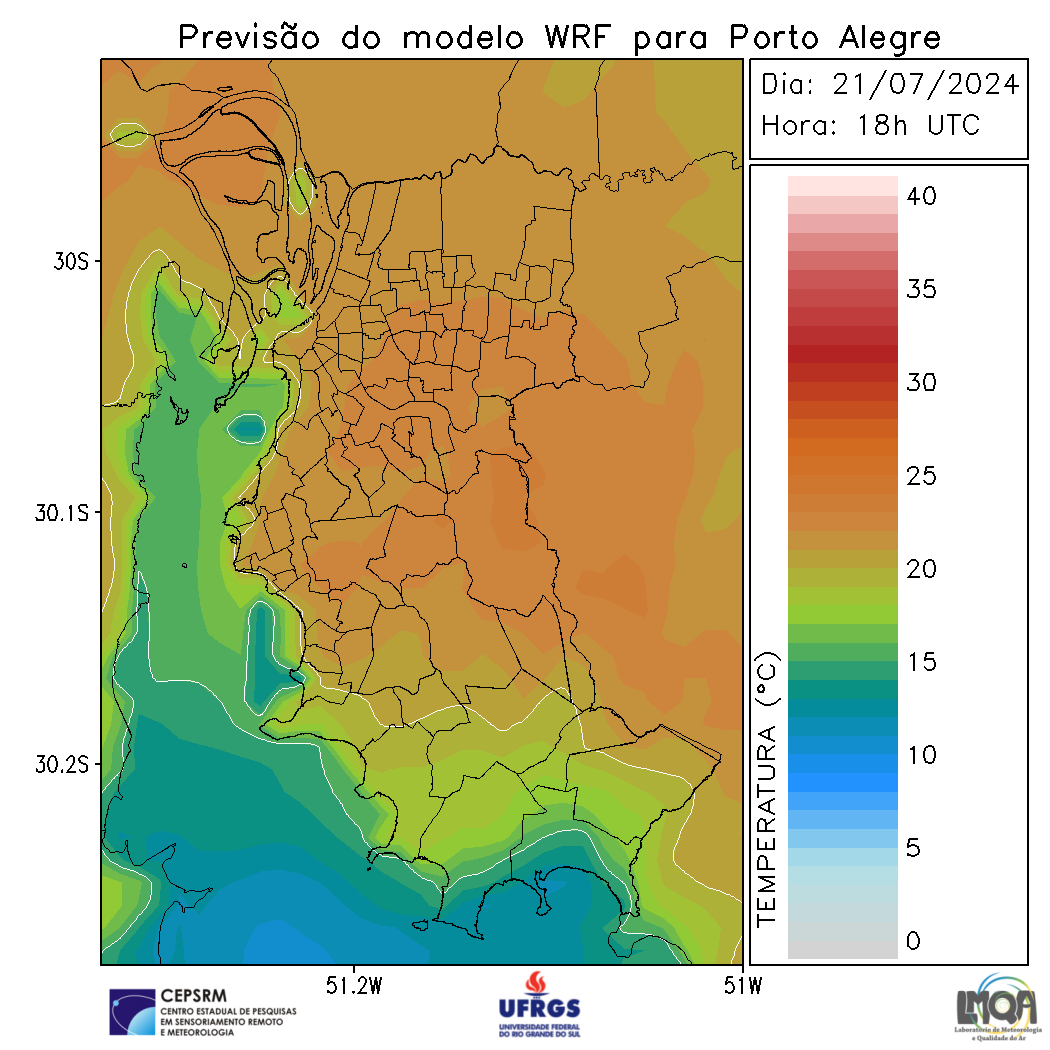 Previsão do modelo WRF para Porto Alegre
Dia: 21/07/2024
Hora: 18h UTC
40
35
30
25
20
15
10
5
0
TEMPERATURA (°C)
30S
30.1S
30.2S
51.2W
51W
CEPSRM
CENTRO ESTADUAL DE PESQUISAS
EM SENSORIAMENTO REMOTO
E METEOROLOGIA
UFRGS
UNIVERSIDADE FEDERAL
DO RIO GRANDE DO SUL
LMQA
Laboratório de Meteorologia
e Qualidade do Ar